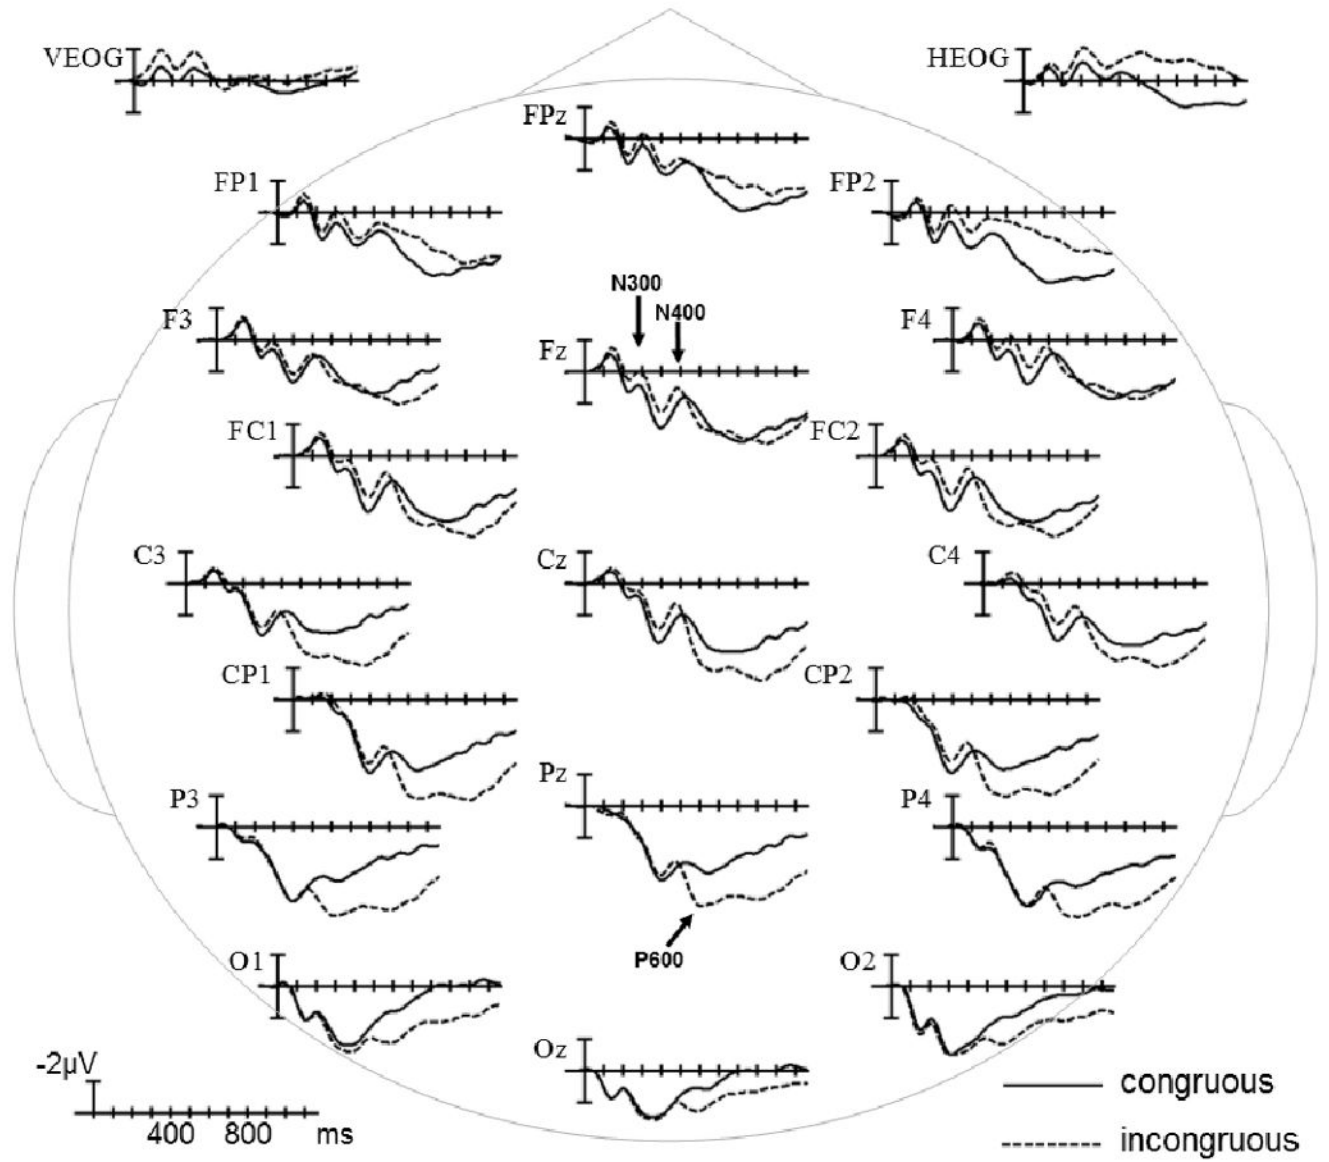 VEOG
HEOG
FPz
FP1
FP2
N300
N400
F3
Fz
F4
FC1
FC2
C3
Cz
C4
CP1
CP2
P3
Pz
P4
P600
O1
O2
Oz
-2µV
400 800 ms
congruous
incongruous